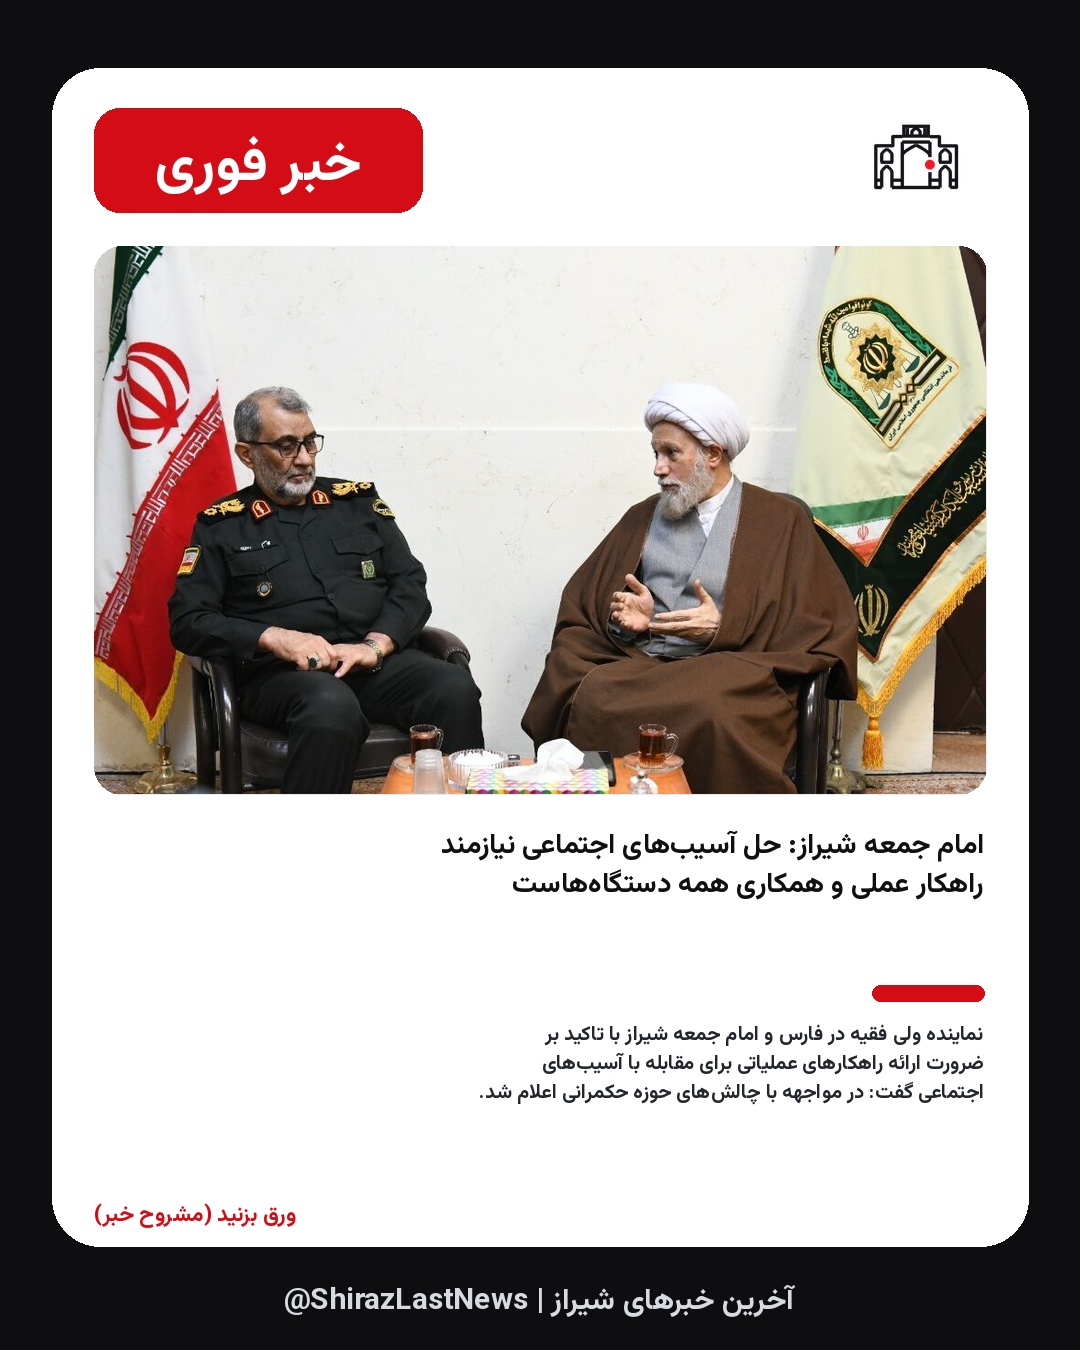 خبر فوری
امام جمعه شیراز: حل آسیب‌های اجتماعی نیازمند
راهکار عملی و همکاری همه دستگاه‌هاست
نماینده ولی فقیه در فارس و امام جمعه شیراز با تاکید بر
ضرورت ارائه راهکارهای عملیاتی برای مقابله با آسیب‌های
اجتماعی گفت: در مواجهه با چالش‌های حوزه حکمرانی اعلام شد.
ورق بزنید (مشروح خبر)
آخرین خبرهای شیراز | @ShirazLastNews